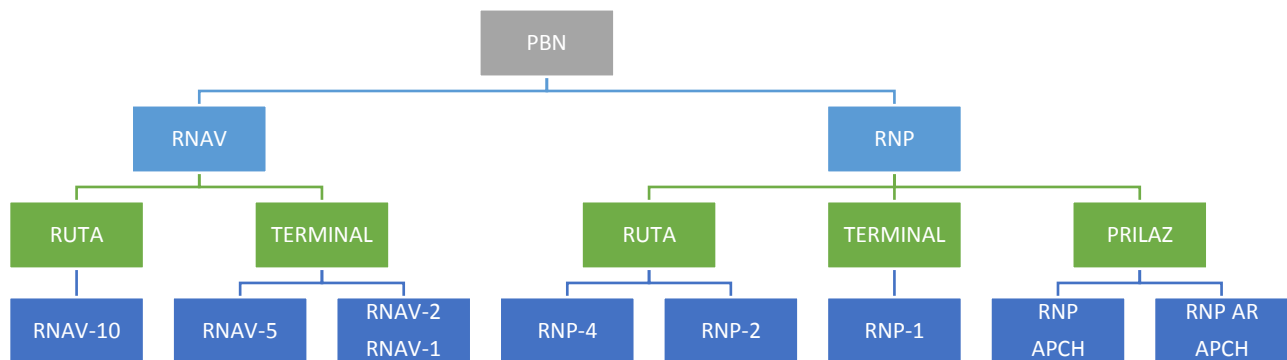 PBN
RNAV
RNP
RUTA
TERMINAL
RUTA
TERMINAL
PRILAZ
RNAV-10
RNAV-5
RNAV-2
RNAV-1
RNP-4
RNP-2
RNP-1
RNP
APCH
RNP AR
APCH